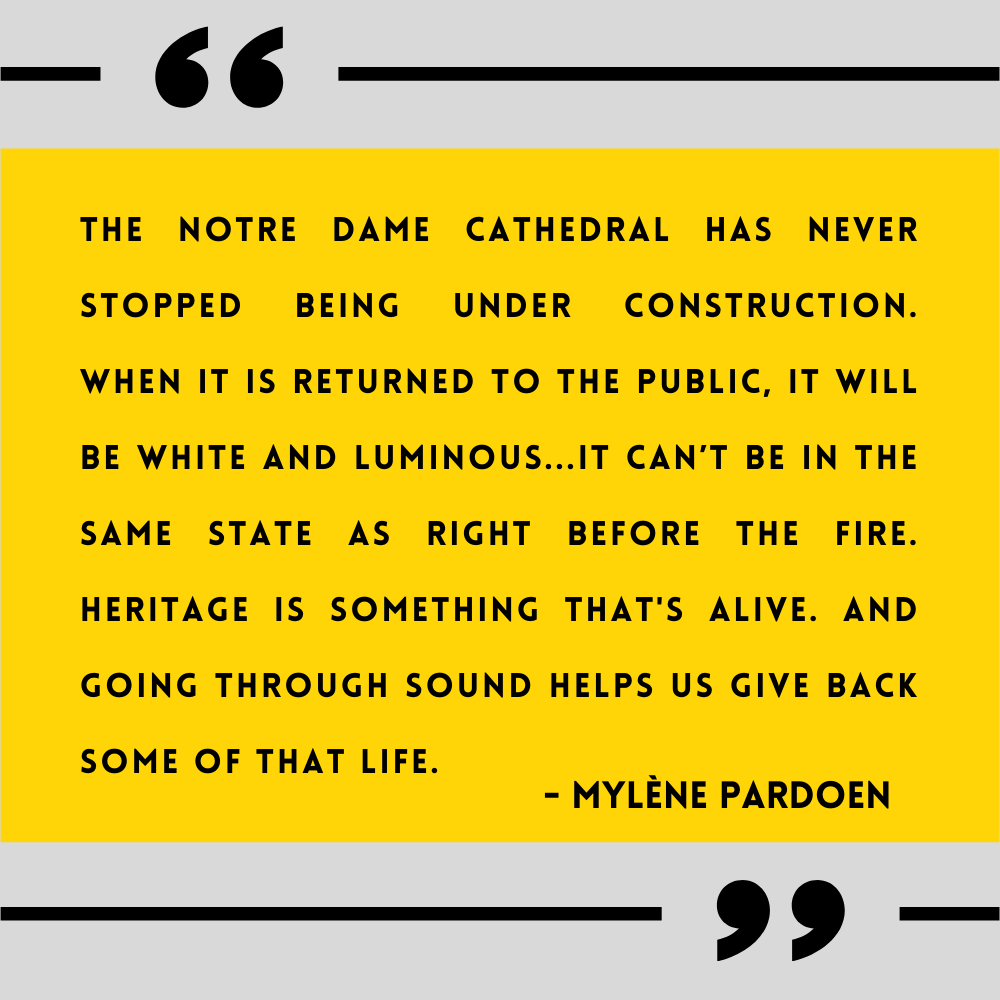 “
THE NOTRE DAME CATHEDRAL HAS NEVER
STOPPED BEING UNDER CONSTRUCTION.
WHEN IT IS RETURNED TO THE PUBLIC, IT WILL
BE WHITE AND LUMINOUS...IT CAN’T BE IN THE
SAME STATE AS RIGHT BEFORE THE FIRE.
HERITAGE IS SOMETHING THAT'S ALIVE. AND
GOING THROUGH SOUND HELPS US GIVE BACK
SOME OF THAT LIFE.
- MYLÈNE PARDOEN
”